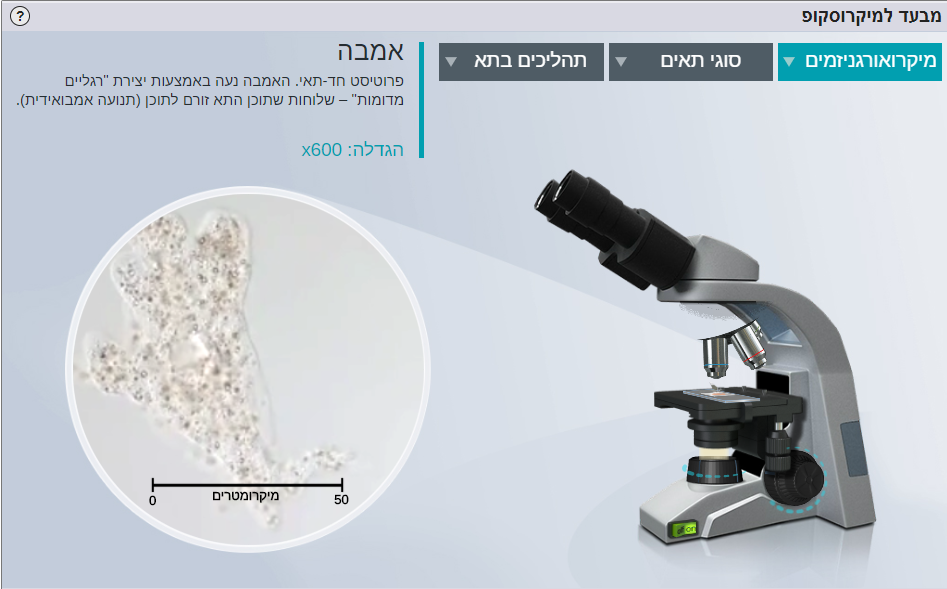 מבעד למיקרוסקופ
?
מיקרואורגניזמים
סוגי תאים
תהליכים בתא
אמבה
פרוטיסט חד-תאי. האמבה נעה באמצעות יצירת "רגליים
מדומות" – שלוחות שתוכן התא זורם לתוכן (תנועה אמבואידית).
הגדלה: x600
0
מיקרומטרים
50
on